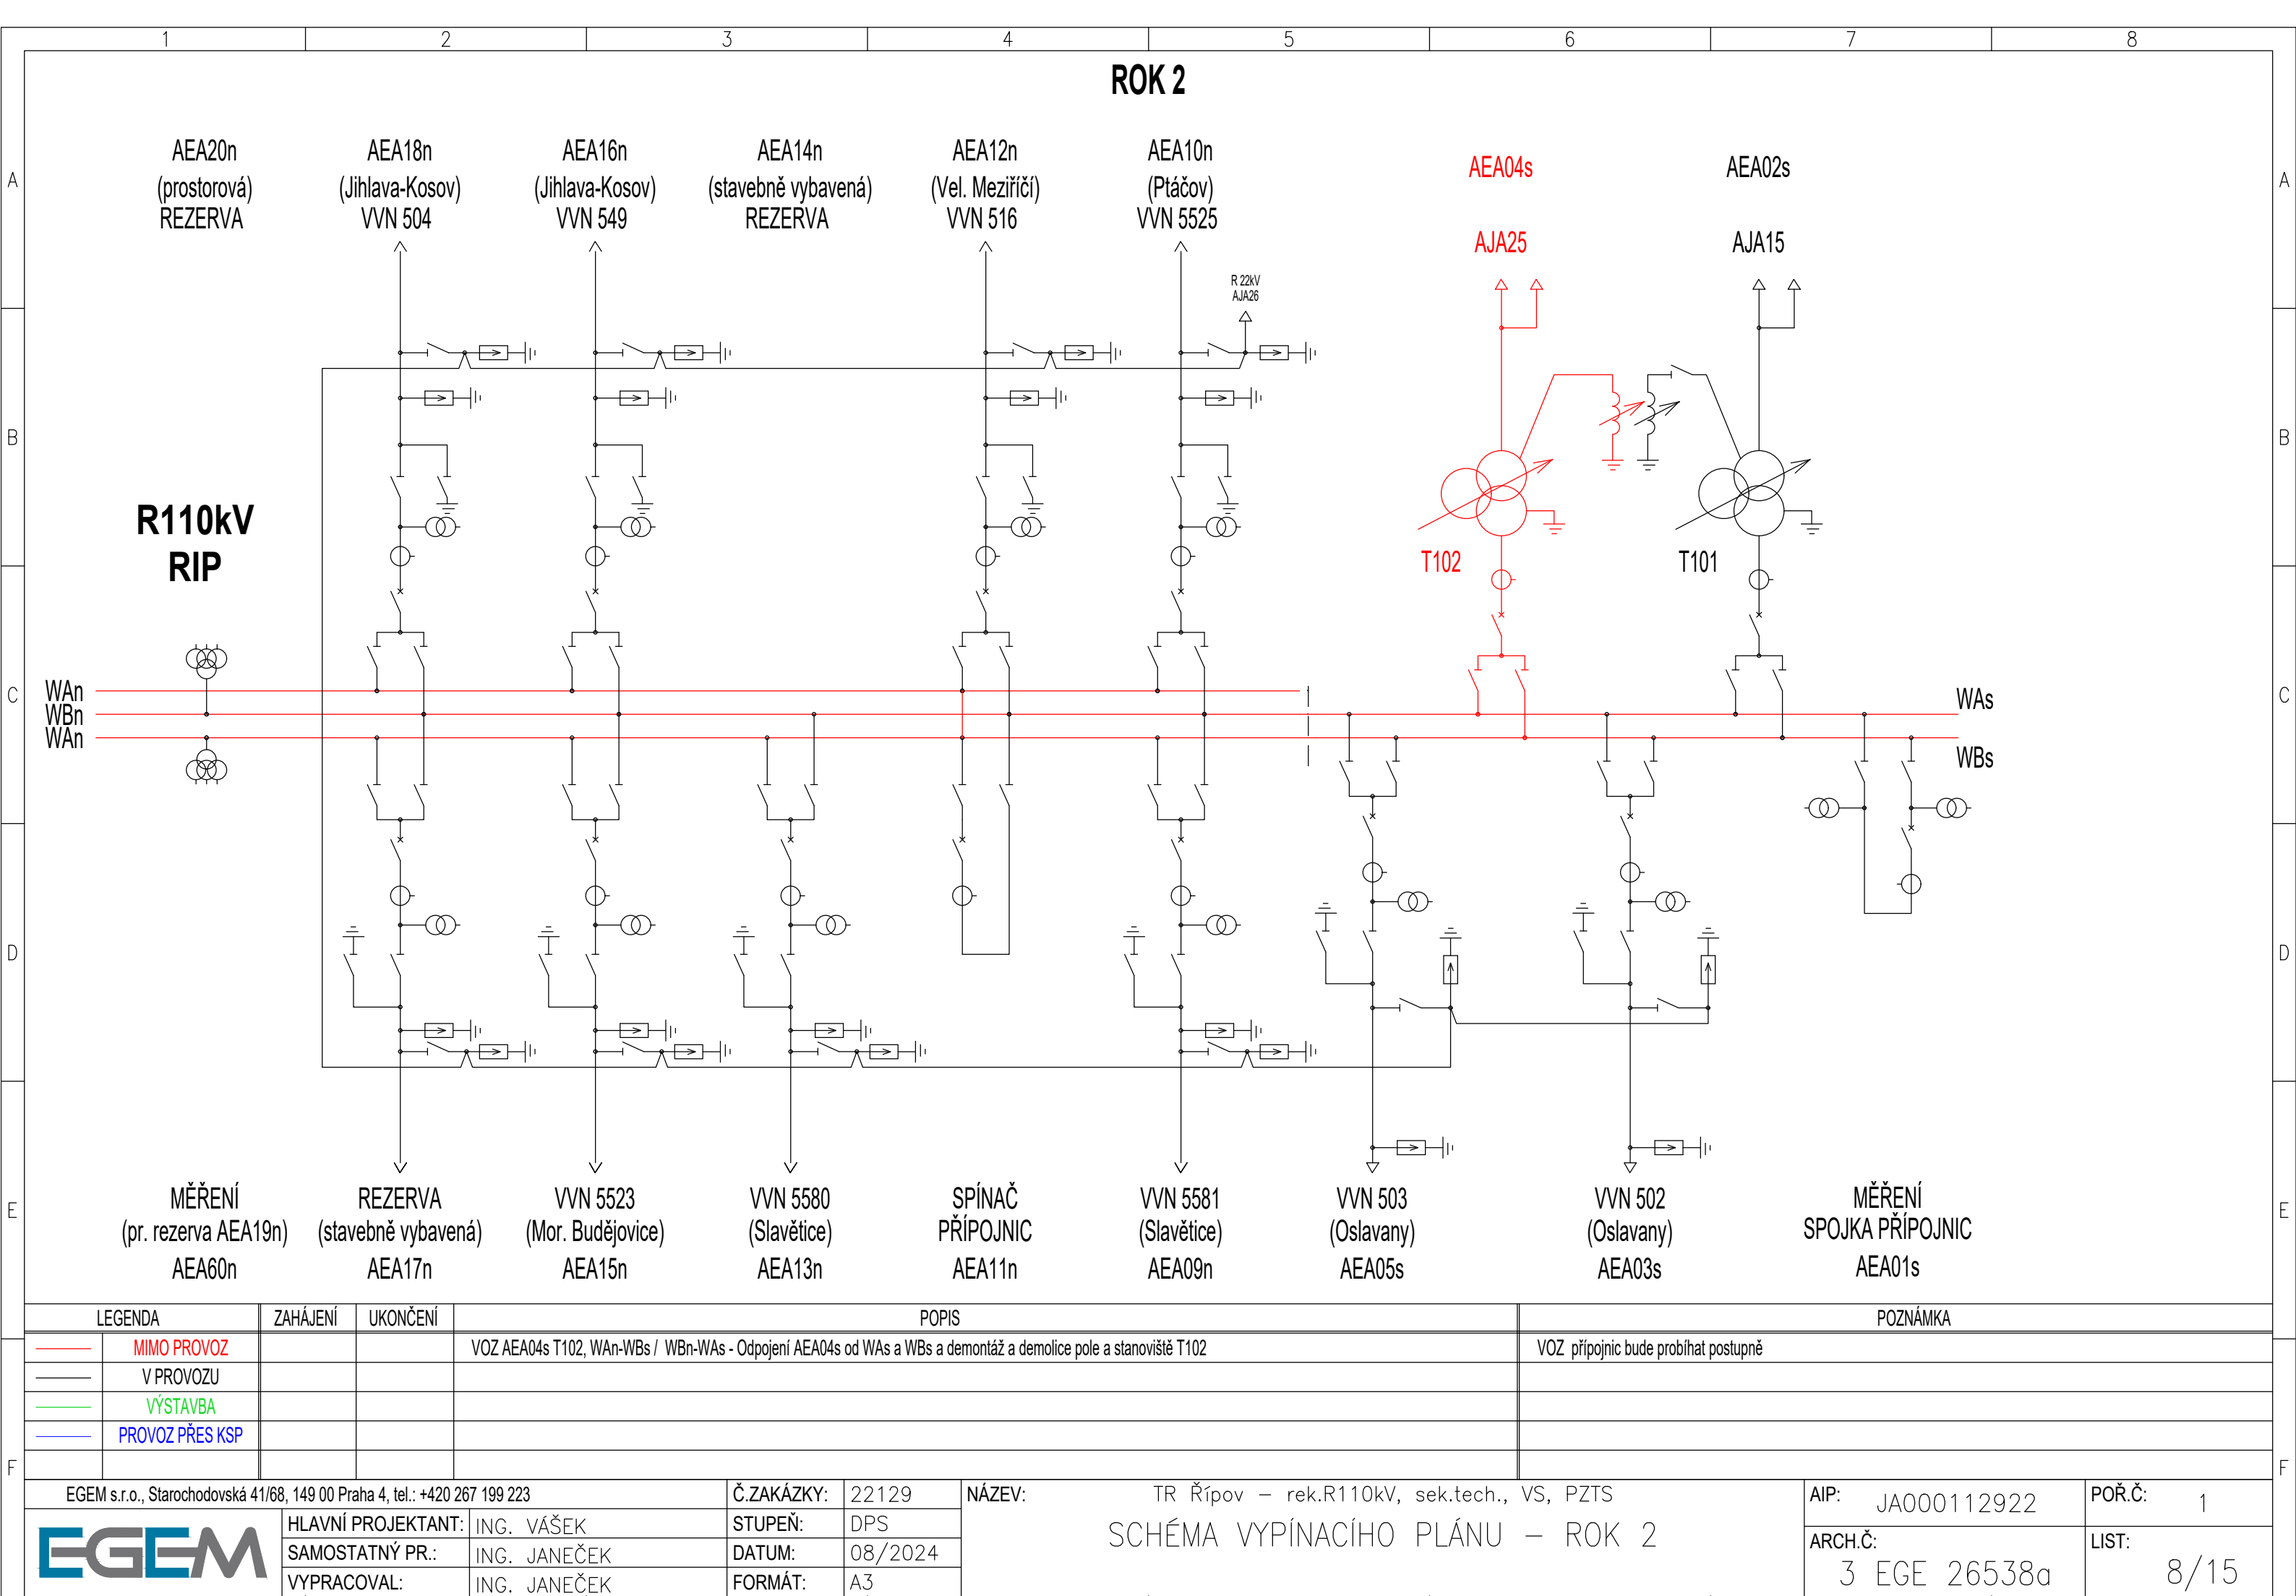 1 2 3 4 5 6 7 8
ROK 2
AEA20n
(prostorová)
REZERVA
AEA18n
(Jihlava-Kosov)
VVN 504
AEA16n
(Jihlava-Kosov)
VVN 549
AEA14n
(stavebně vybavená)
REZERVA
AEA12n
(Vel. Meziříčí)
VVN 516
AEA10n
(Ptáčov)
VVN 5525
AEA04s
AJA25
AEA02s
AJA15
A A
R 22kV
AJA26
B B
R110kV
RIP
T102
T101
C C
WAn
WBn
WAn
WAs
WBs
D D
E E
MĚŘENÍ
(pr. rezerva AEA19n)
AEA60n
REZERVA
(stavebně vybavená)
AEA17n
VVN 5523
(Mor. Budějovice)
AEA15n
VVN 5580
(Slavětice)
AEA13n
SPÍNAČ
PŘÍPOJNIC
AEA11n
VVN 5581
(Slavětice)
AEA09n
VVN 503
(Oslavany)
AEA05s
VVN 502
(Oslavany)
AEA03s
MĚŘENÍ
SPOJKA PŘÍPOJNIC
AEA01s
LEGENDA ZAHÁJENÍ UKONČENÍ POPIS POZNÁMKA
MIMO PROVOZ VOZ AEA04s T102, WAn-WBs / WBn-WAs - Odpojení AEA04s od WAs a WBs a demontáž a demolice pole a stanoviště T102 VOZ přípojnic bude probíhat postupně
V PROVOZU
VÝSTAVBA
PROVOZ PŘES KSP
F F
EGEM s.r.o., Starochodovská 41/68, 149 00 Praha 4, tel.: +420 267 199 223
EGEM
HLAVNÍ PROJEKTANT: ING. VÁŠEK
SAMOSTATNÝ PR.: ING. JANEČEK
VYPRACOVAL: ING. JANEČEK
Č.ZAKÁZKY: 22129
STUPEŇ: DPS
DATUM: 08/2024
FORMÁT: A3
NÁZEV: TR Řípov – rek.R110kV, sek.tech., VS, PZTS
SCHÉMA VYPÍNACÍHO PLÁNU – ROK 2
AIP: JA000112922
POŘ.Č: 1
ARCH.Č: 3 EGE 26538a
LIST: 8/15